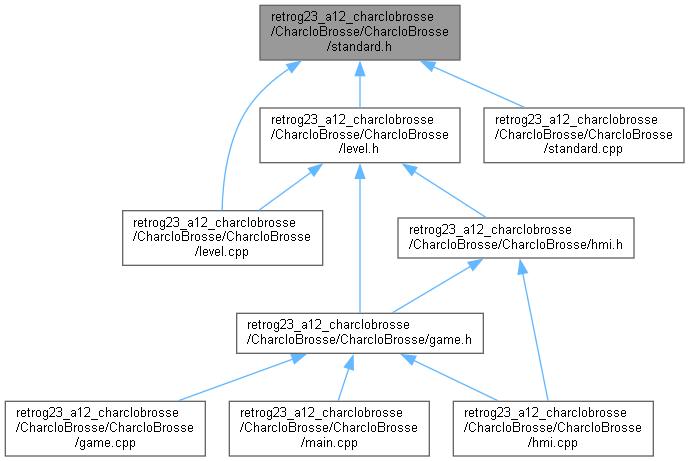 retrog23_a12_charclobrosse
/CharcloBrosse/CharcloBrosse
/standard.h
retrog23_a12_charclobrosse
/CharcloBrosse/CharcloBrosse
/level.h
retrog23_a12_charclobrosse
/CharcloBrosse/CharcloBrosse
/standard.cpp
retrog23_a12_charclobrosse
/CharcloBrosse/CharcloBrosse
/level.cpp
retrog23_a12_charclobrosse
/CharcloBrosse/CharcloBrosse/hmi.h
retrog23_a12_charclobrosse
/CharcloBrosse/CharcloBrosse/game.h
retrog23_a12_charclobrosse
/CharcloBrosse/CharcloBrosse
/game.cpp
retrog23_a12_charclobrosse
/CharcloBrosse/CharcloBrosse
/main.cpp
retrog23_a12_charclobrosse
/CharcloBrosse/CharcloBrosse
/hmi.cpp